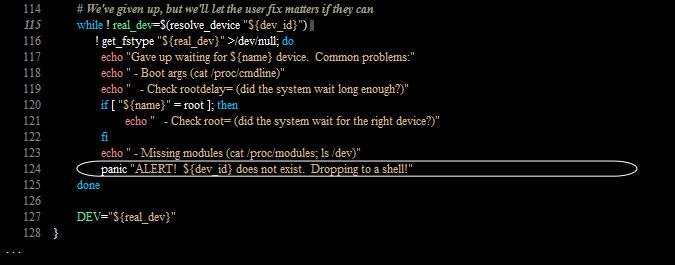 114 # We've given up, but we'll let the user fix matters if they can
115 while ! real_dev=$(resolve_device "${dev_id}") ||
116 ! get_fstype "${real_dev}" >/dev/null; do
117 echo "Gave up waiting for ${name} device.  Common problems:"
118 echo " - Boot args (cat /proc/cmdline)"
119 echo "   - Check rootdelay= (did the system wait long enough?)"
120 if [ "${name}" = root ]; then
121 echo "   - Check root= (did the system wait for the right device?)"
122 fi
123 echo " - Missing modules (cat /proc/modules; ls /dev)"
124 panic "ALERT!  ${dev_id} does not exist.  Dropping to a shell!"
125 done
126
127 DEV="${real_dev}"
128 }
...